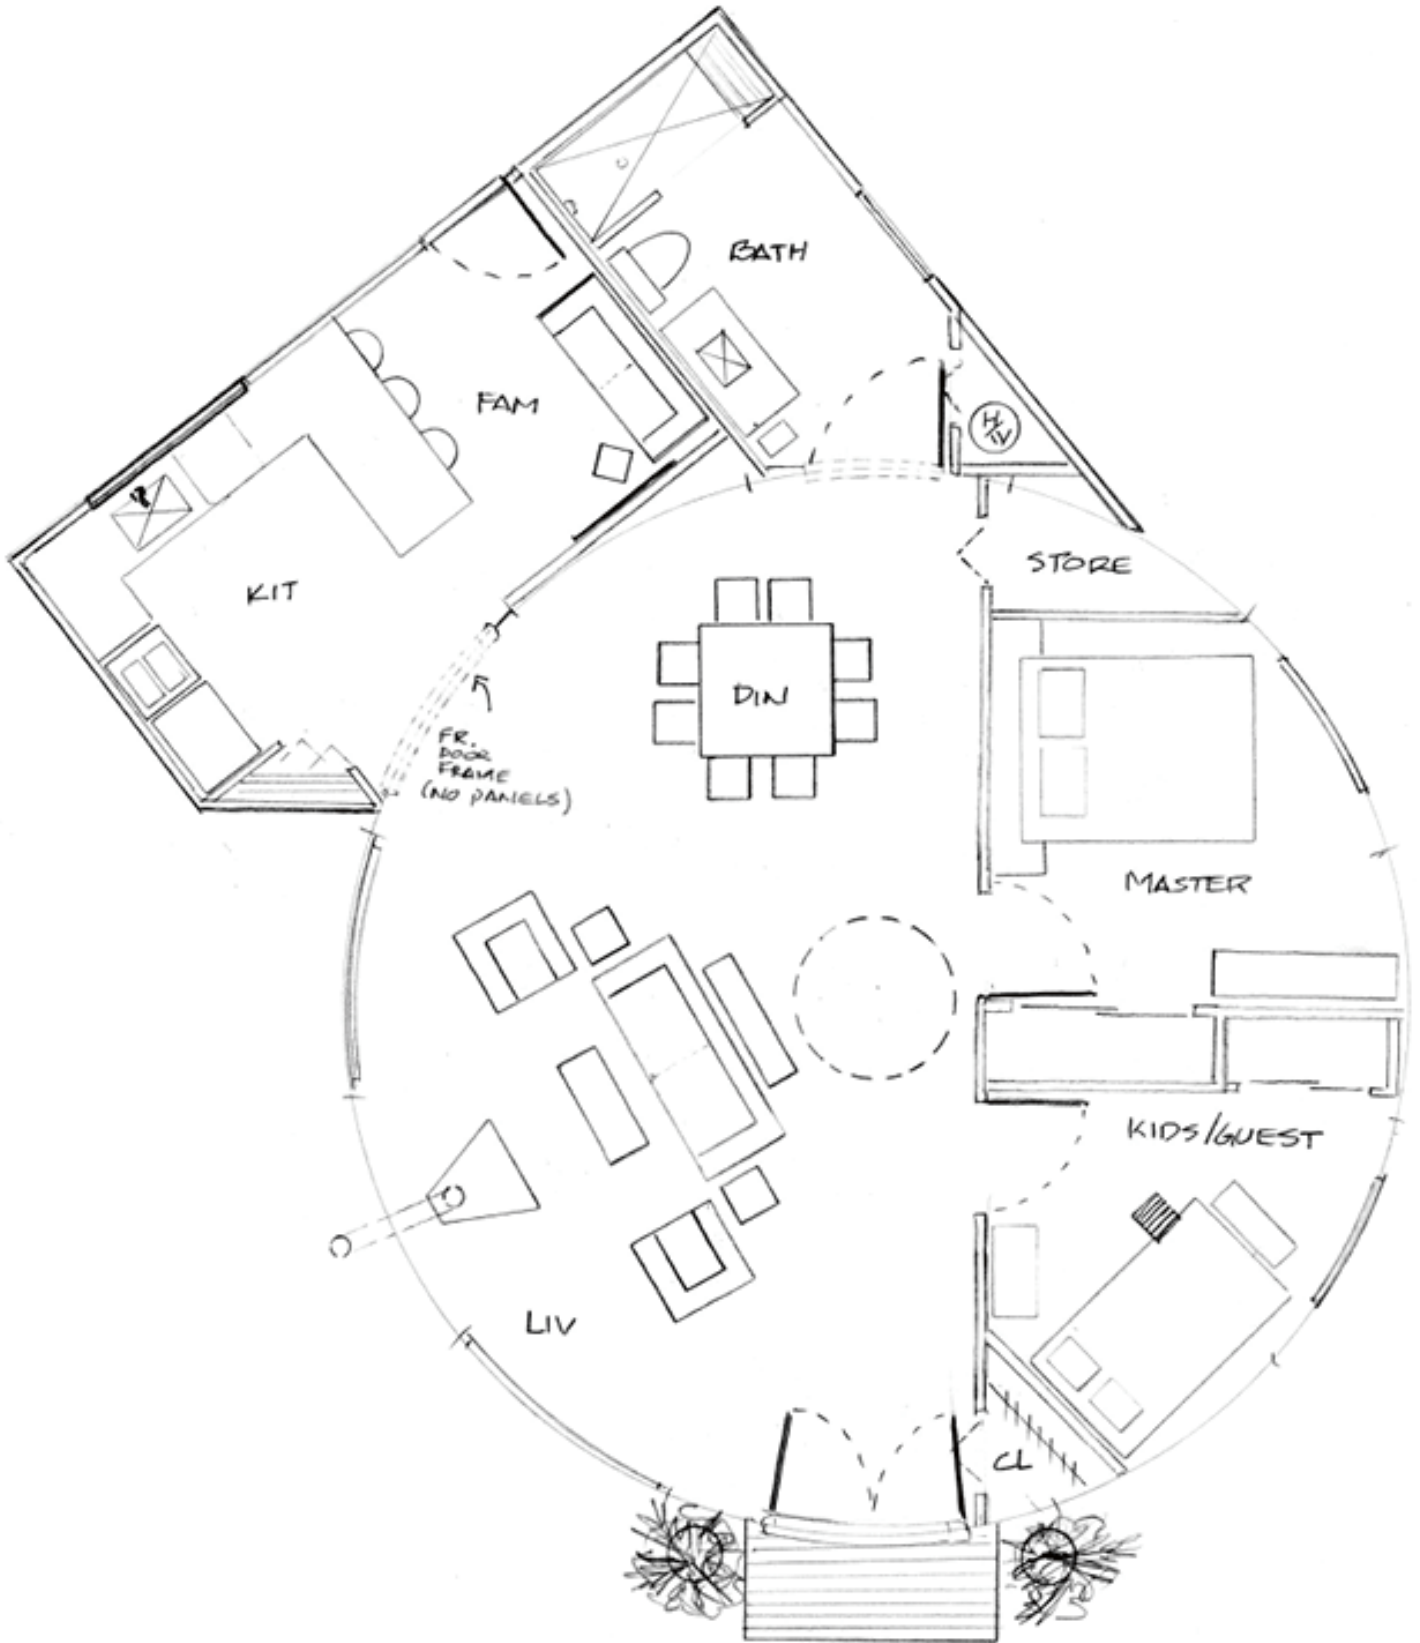 BATH
FAM
H/W
STORE
KIT
DIN
FR.
DOOR
FRAME
(NO PANELS)
MASTER
KIDS/GUEST
LIV
CL